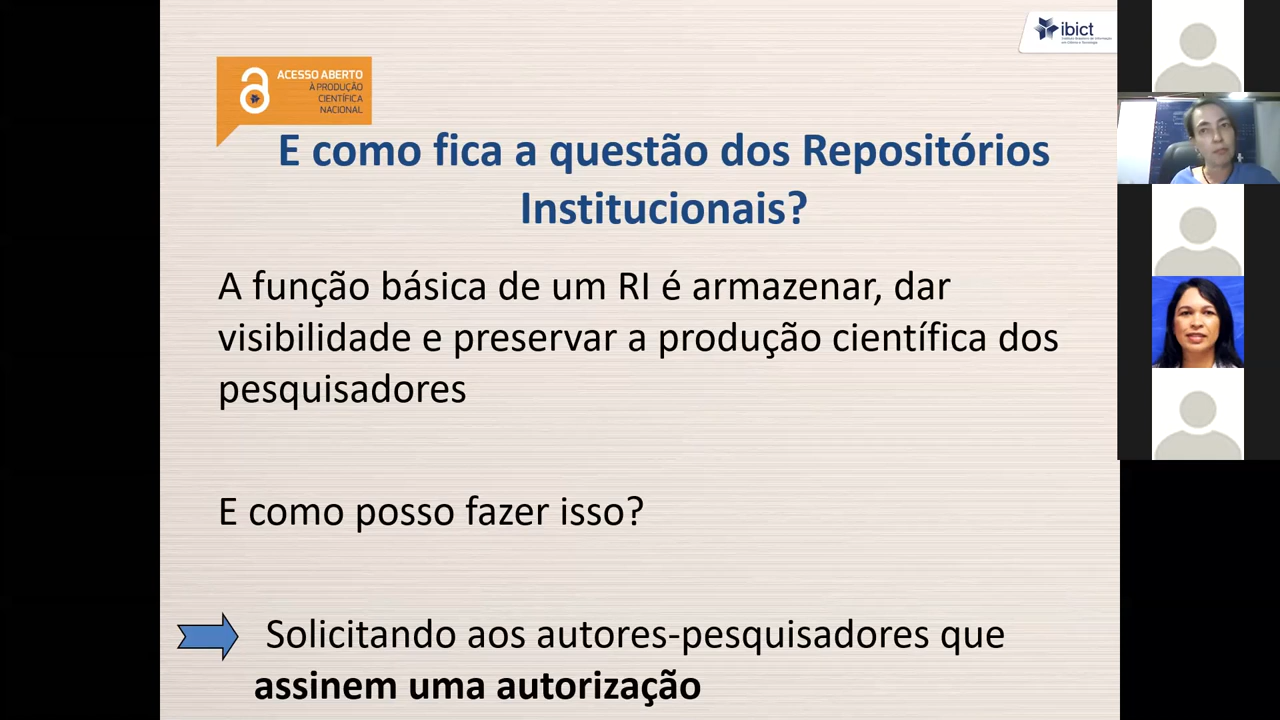 ibict
ACESSO ABERTO
À PRODUÇÃO
CIENTÍFICA
NACIONAL
E como fica a questão dos Repositórios
Institucionais?
A função básica de um RI é armazenar, dar
visibilidade e preservar a produção científica dos
pesquisadores
E como posso fazer isso?
Solicitando aos autores-pesquisadores que
assinem uma autorização